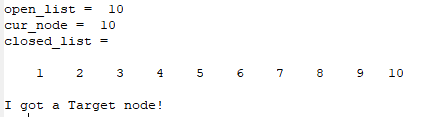 open_list =  10
cur_node =  10
closed_list =
1 2 3 4 5 6 7 8 9 10
I got a Target node!